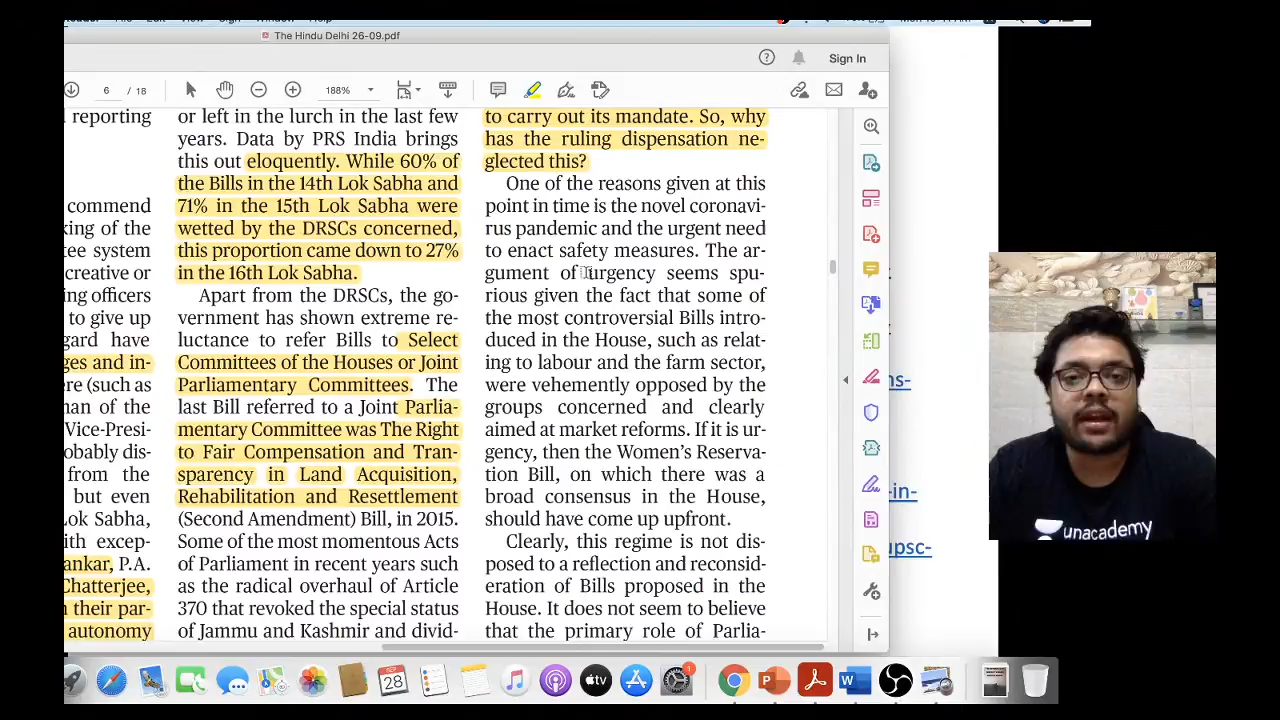 The Hindu Delhi 26-09.pdf
Sign In
6 / 18
188%
reporting
commend
king of the
tee system
creative or
ing officers
to give up
gard have
ges and in-
ere (such as
man of the
Vice-Presi-
obably dis-
from the
but even
Lok Sabha,
ith excep-
ankar, P.A.
Chatterjee,
n their par-
autonomy
or left in the lurch in the last few
years. Data by PRS India brings
this out eloquently. While 60% of
the Bills in the 14th Lok Sabha and
71% in the 15th Lok Sabha were
wetted by the DRSCs concerned,
this proportion came down to 27%
in the 16th Lok Sabha.
Apart from the DRSCs, the go-
vernment has shown extreme re-
luctance to refer Bills to Select
Committees of the Houses or Joint
Parliamentary Committees. The
last Bill referred to a Joint Parlia-
mentary Committee was The Right
to Fair Compensation and Tran-
sparency in Land Acquisition,
Rehabilitation and Resettlement
(Second Amendment) Bill, in 2015.
Some of the most momentous Acts
of Parliament in recent years such
as the radical overhaul of Article
370 that revoked the special status
of Jammu and Kashmir and divid-
to carry out its mandate. So, why
has the ruling dispensation ne-
glected this?
One of the reasons given at this
point in time is the novel coronavi-
rus pandemic and the urgent need
to enact safety measures. The ar-
gument of urgency seems spu-
rious given the fact that some of
the most controversial Bills intro-
duced in the House, such as relat-
ing to labour and the farm sector,
were vehemently opposed by the
groups concerned and clearly
aimed at market reforms. If it is ur-
gency, then the Women's Reserva-
tion Bill, on which there was a
broad consensus in the House,
should have come up upfront.
Clearly, this regime is not dis-
posed to a reflection and reconsid-
eration of Bills proposed in the
House. It does not seem to believe
that the primary role of Parlia-
ns-
-in-
upsc-
unacademy
28
tv
1